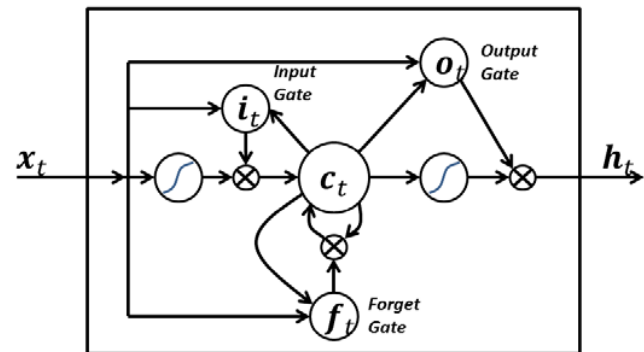 o_t Output
Gate
Input
Gate
i_t
x_t
c_t
h_t
f_t Forget
Gate